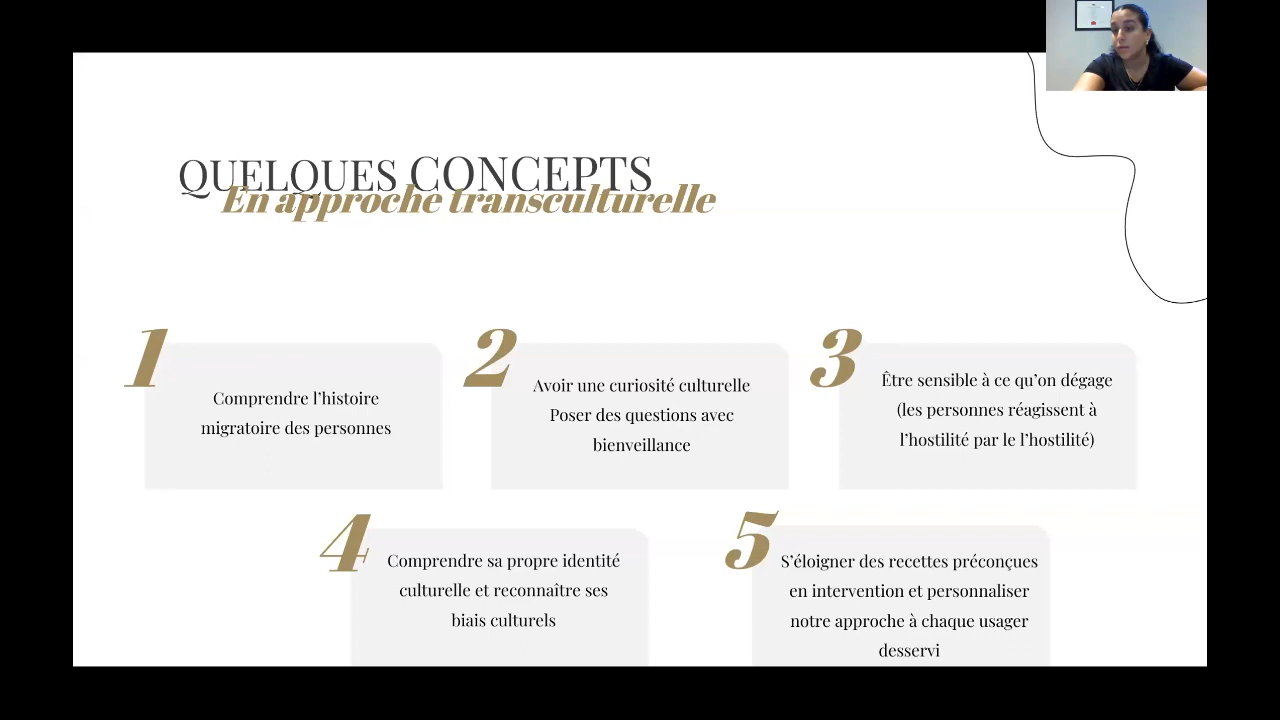 QUELQUES CONCEPTS
En approche transculturelle
1
Comprendre l’histoire
migratoire des personnes
2
Avoir une curiosité culturelle
Poser des questions avec
bienveillance
3
Être sensible à ce qu’on dégage
(les personnes réagissent à
l’hostilité par le l’hostilité)
4
Comprendre sa propre identité
culturelle et reconnaître ses
biais culturels
5
S’éloigner des recettes préconçues
en intervention et personnaliser
notre approche à chaque usager
desservi